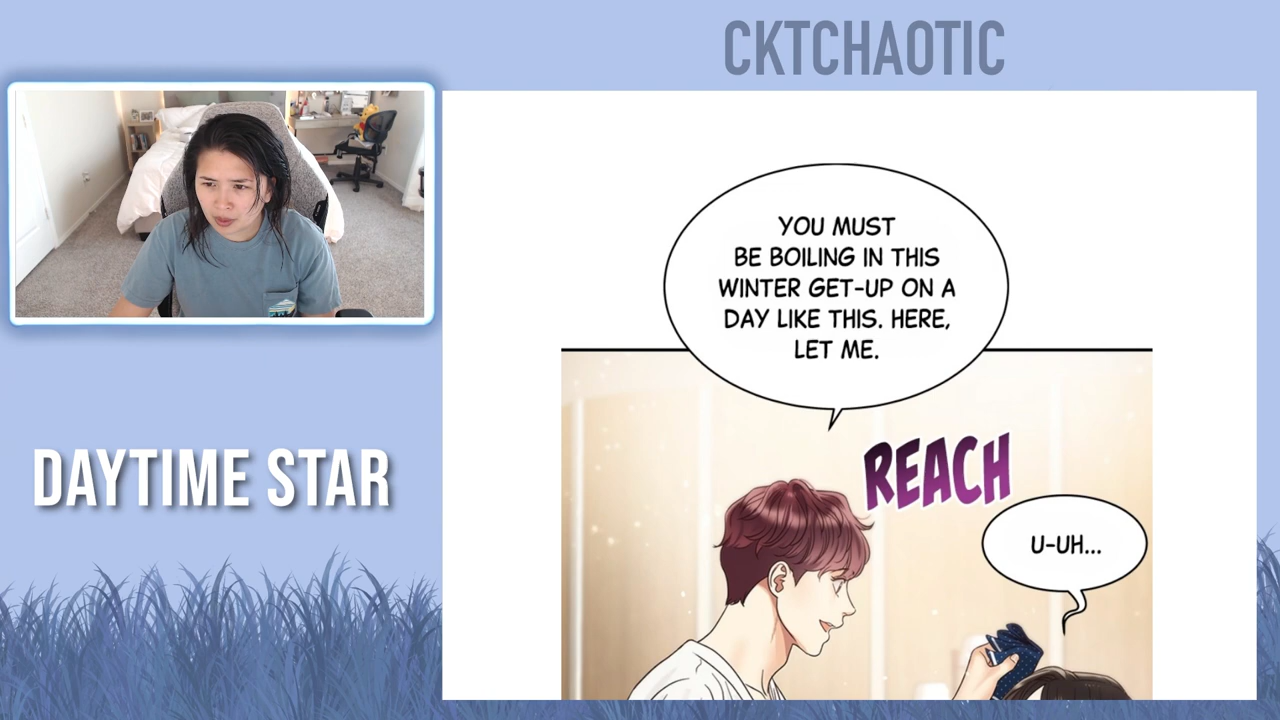 CKTCHAOTIC
YOU MUST
BE BOILING IN THIS
WINTER GET-UP ON A
DAY LIKE THIS. HERE,
LET ME.
REACH
U-UH...
DAYTIME STAR